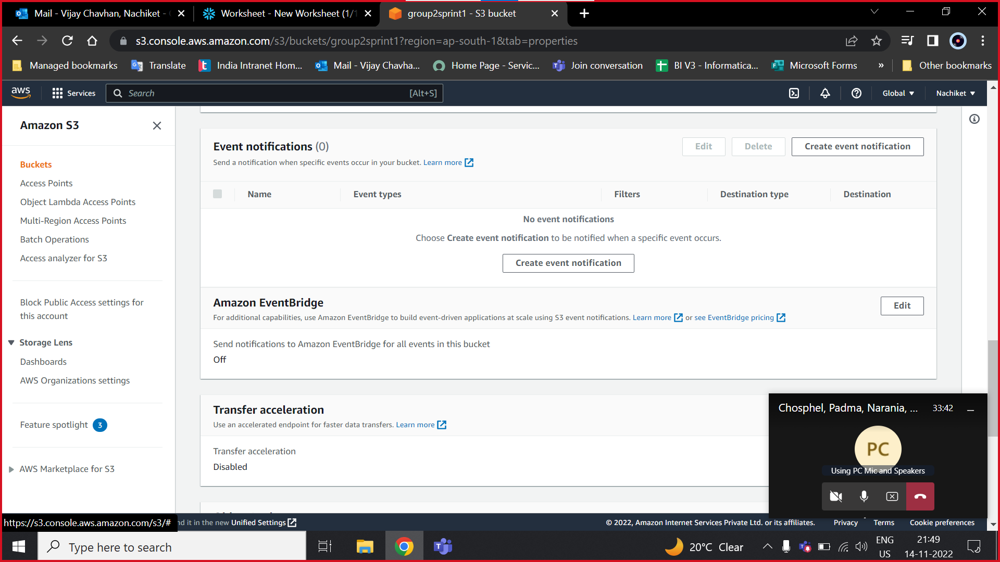 Mail - Vijay Chavhan, Nachiket -
Worksheet - New Worksheet (1/1
group2sprint1 - S3 bucket
s3.console.aws.amazon.com/s3/buckets/group2sprint1?region=ap-south-1&tab=properties
Managed bookmarks
Translate
India Intranet Hom...
Mail - Vijay Chavha...
Home Page - Servic...
Join conversation
BI V3 - Informatica...
Microsoft Forms
»
Other bookmarks
aws
Services
Search
[Alt+S]
Global
Nachiket
Amazon S3
Buckets
Access Points
Object Lambda Access Points
Multi-Region Access Points
Batch Operations
Access analyzer for S3
Block Public Access settings for
this account
Storage Lens
Dashboards
AWS Organizations settings
Feature spotlight 3
AWS Marketplace for S3
Event notifications (0)
Send a notification when specific events occur in your bucket. Learn more
Edit
Delete
Create event notification
Name
Event types
Filters
Destination type
Destination
No event notifications
Choose Create event notification to be notified when a specific event occurs.
Create event notification
Amazon EventBridge
For additional capabilities, use Amazon EventBridge to build event-driven applications at scale using S3 event notifications. Learn more or see EventBridge pricing
Edit
Send notifications to Amazon EventBridge for all events in this bucket
Off
Transfer acceleration
Use an accelerated endpoint for faster data transfers. Learn more
Transfer acceleration
Disabled
Chosphel, Padma, Narania, ...
33:42
PC
Using PC Mic and Speakers
https://s3.console.aws.amazon.com/s3/#
nd it in the new Unified Settings
© 2022, Amazon Internet Services Private Ltd. or its affiliates.
Privacy
Terms
Cookie preferences
Type here to search
20°C Clear
ENG
US
21:49
14-11-2022